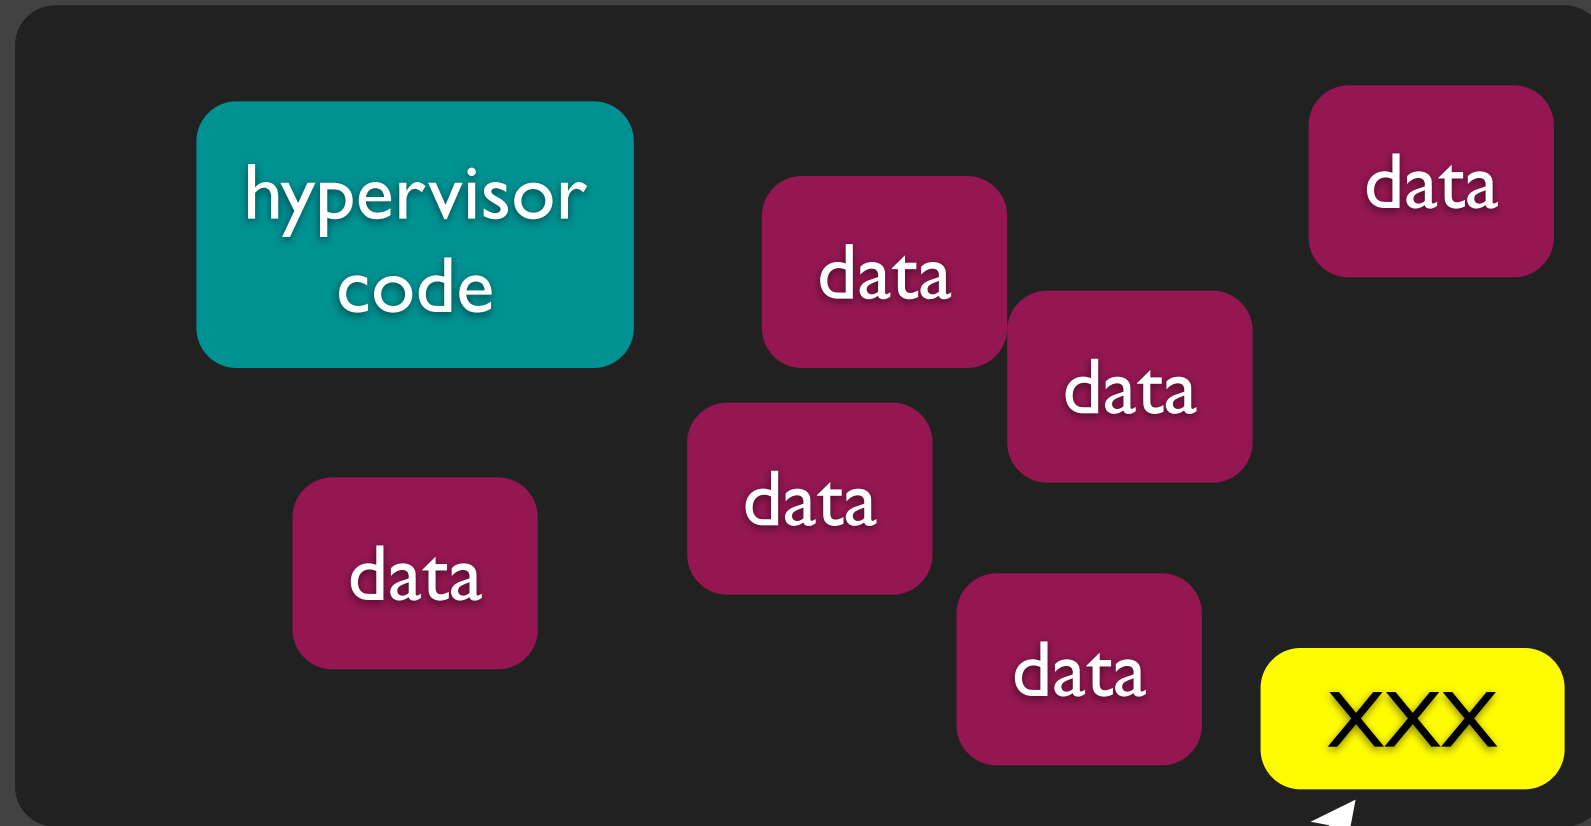 hypervisor
code
data
data
data
data
data
data
XXX